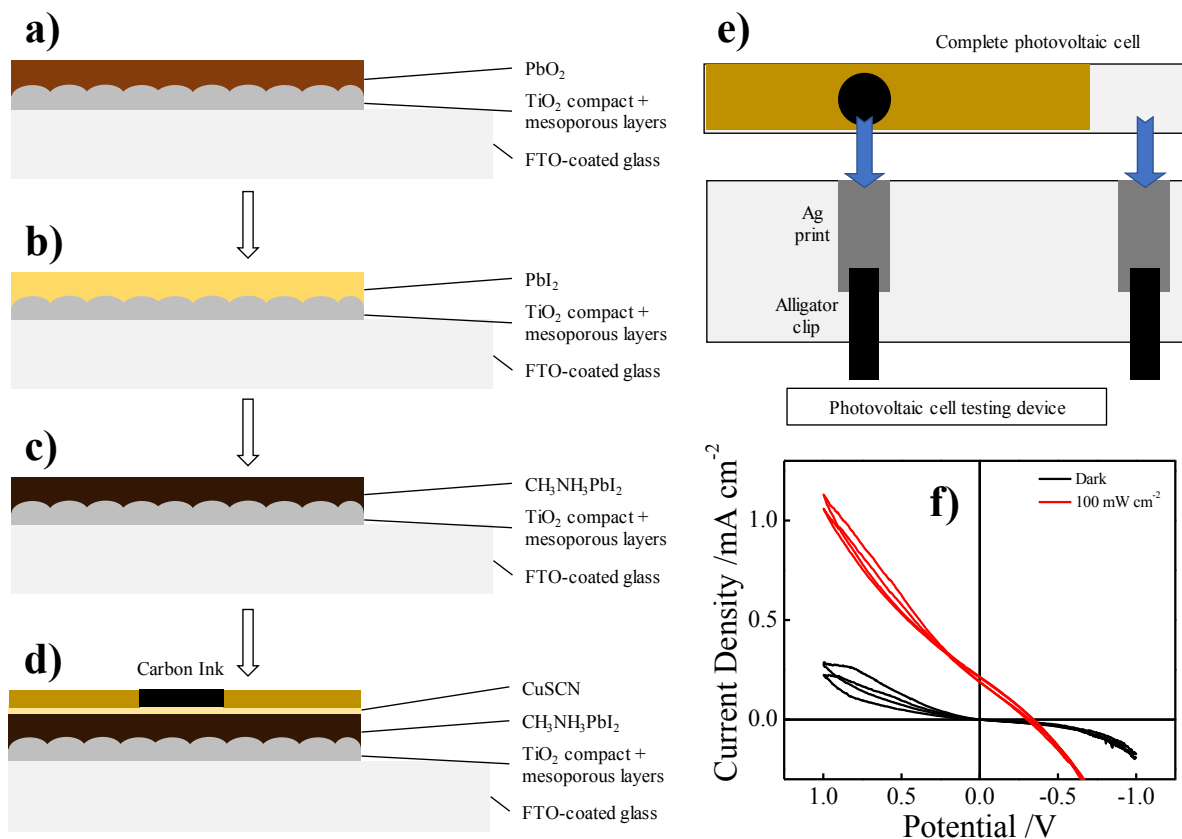 a)
PbO₂
TiO₂ compact +
mesoporous layers
FTO-coated glass
b)
PbI₂
TiO₂ compact +
mesoporous layers
FTO-coated glass
c)
CH₃NH₃PbI₂
TiO₂ compact +
mesoporous layers
FTO-coated glass
d)
Carbon Ink
CuSCN
CH₃NH₃PbI₂
TiO₂ compact +
mesoporous layers
FTO-coated glass
e)
Complete photovoltaic cell
Ag
print
Alligator
clip
Photovoltaic cell testing device
f)
Dark
100 mW cm⁻²
Current Density /mA cm⁻²
1.0
0.5
0.0
1.0 0.5 0.0 -0.5 -1.0
Potential /V